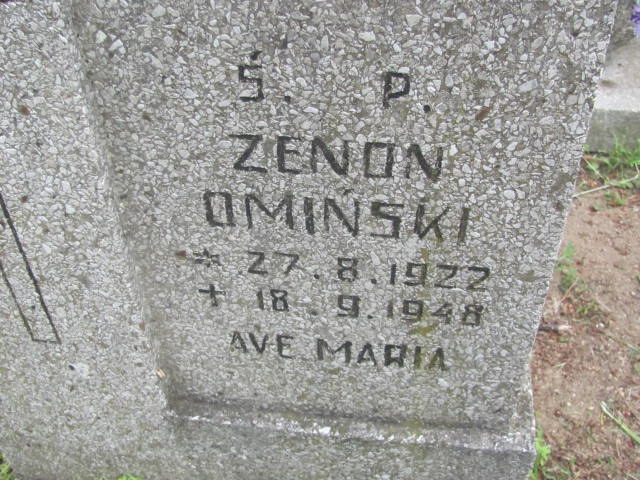 Ś. P.
ZENON
OMIŃSKI
* 27.8.1922
+ 18.9.1948
AVE MARIA